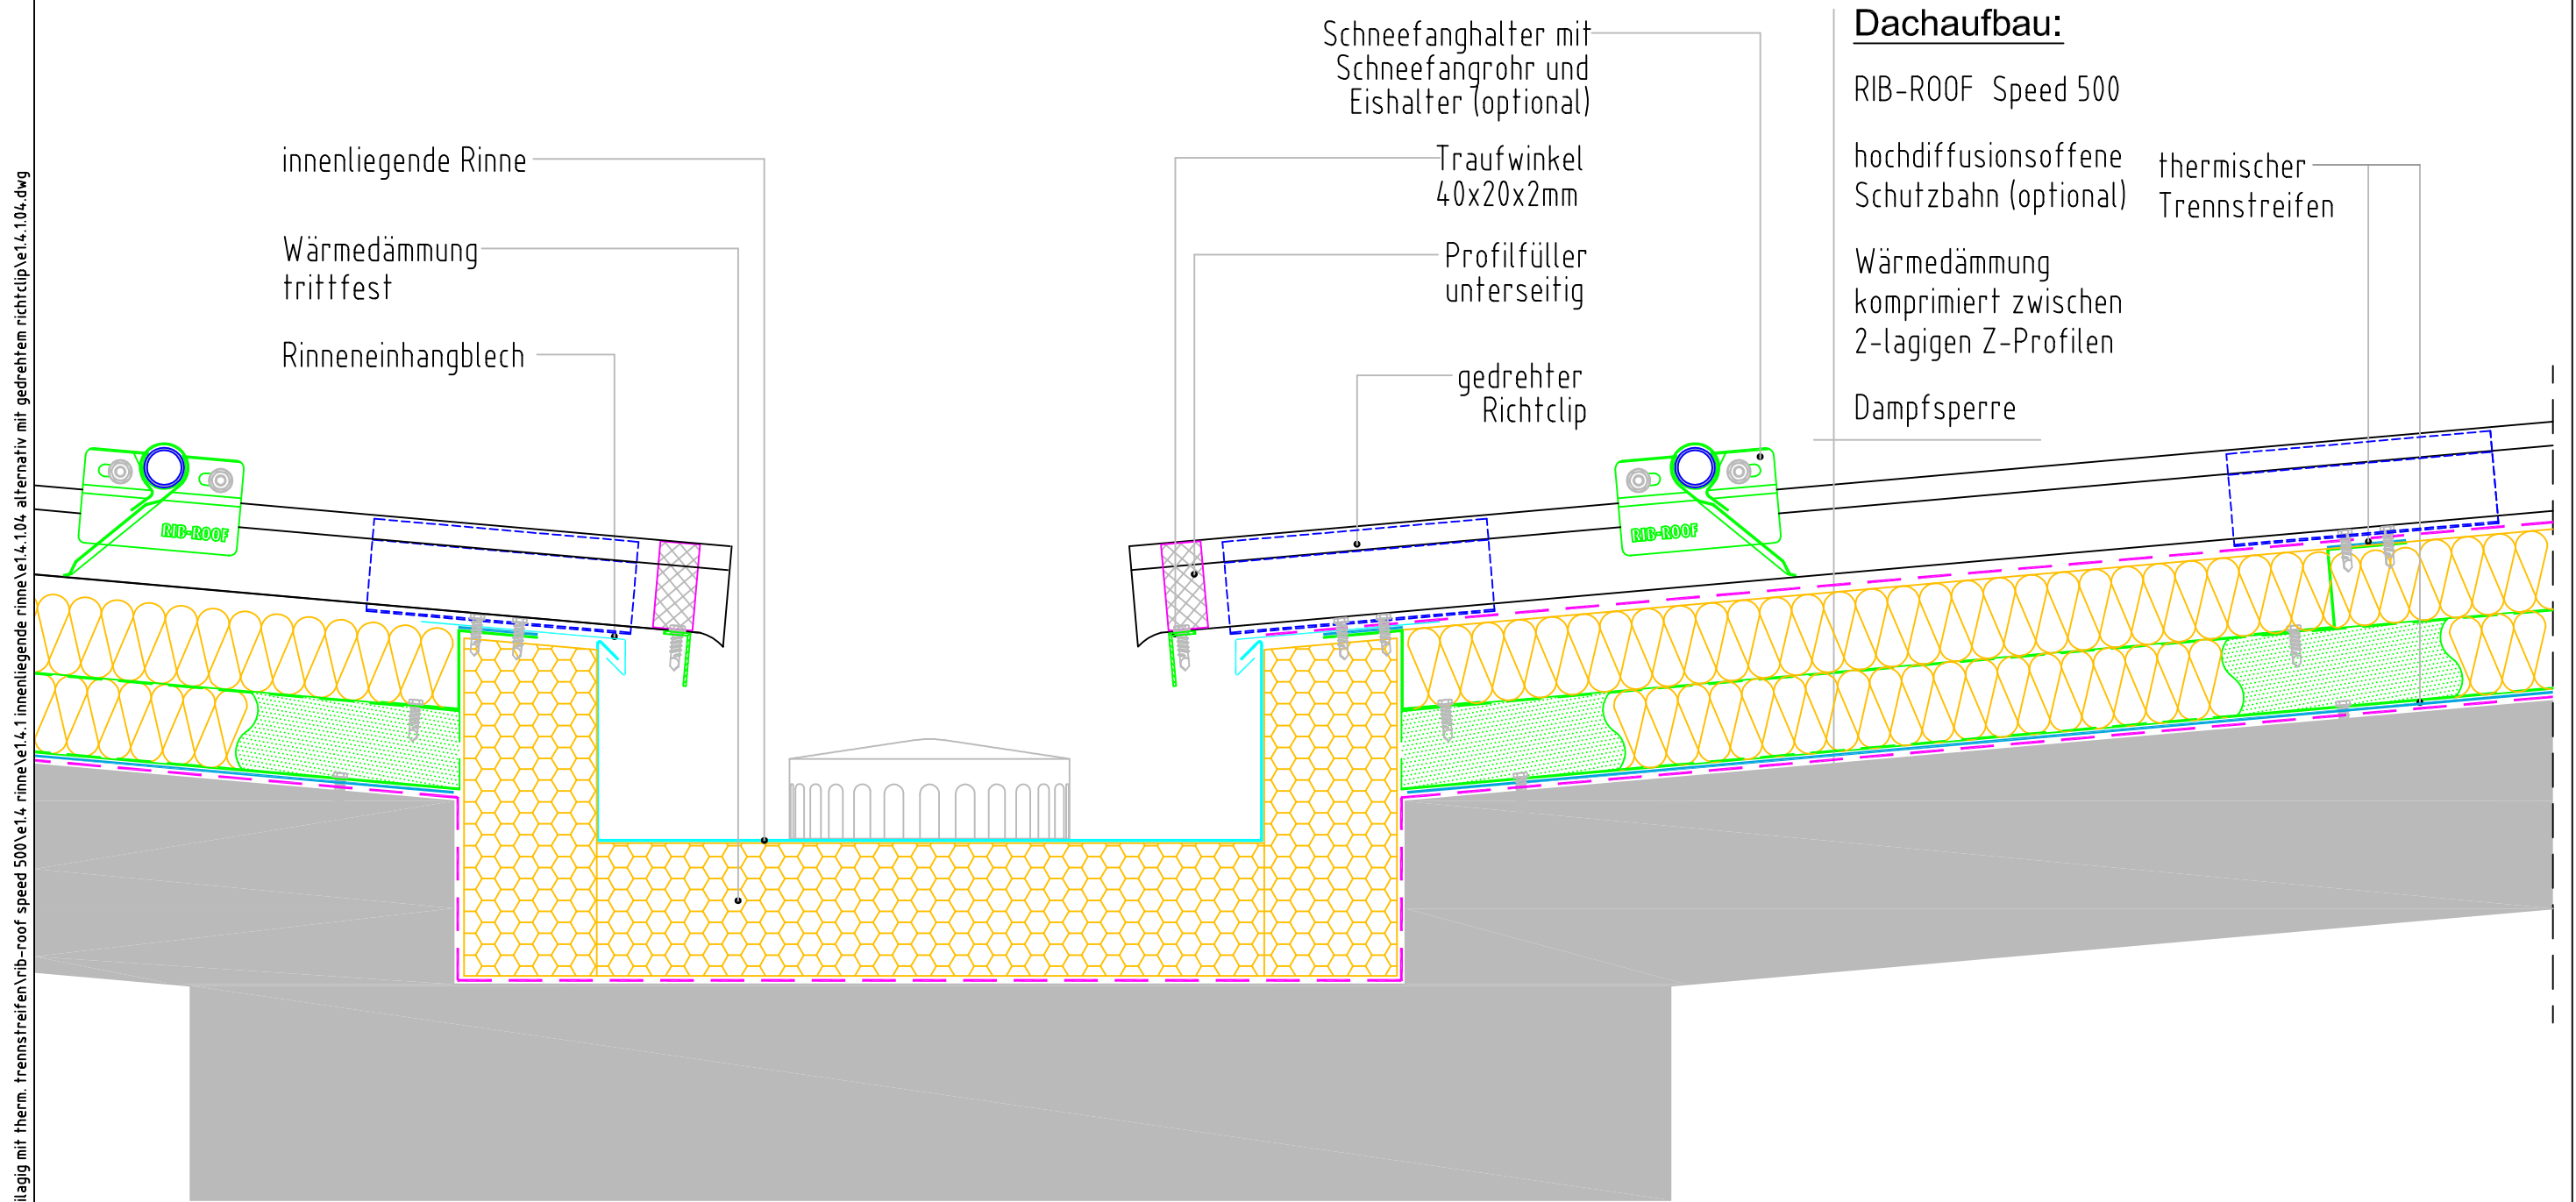 ilagig mit therm. trennstreifen\rib-roof speed 500\e1.4 rinne\e1.4.1 innenliegende rinne\e1.4.1.04 alternativ mit gedrehtem richtclip\e1.4.1.04.dwg
innenliegende Rinne
Wärmedämmung
trittfest
Rinneneinhangblech
Schneefanghalter mit
Schneefangrohr und
Eishalter (optional)
Traufwinkel
40x20x2mm
Profilfüller
unterseitig
gedrehter
Richtclip
Dachaufbau:
RIB-ROOF Speed 500
hochdiffusionsoffene
Schutzbahn (optional)
Wärmedämmung
komprimiert zwischen
2-lagigen Z-Profilen
Dampfsperre
thermischer
Trennstreifen
RIB-ROOF
RIB-ROOF